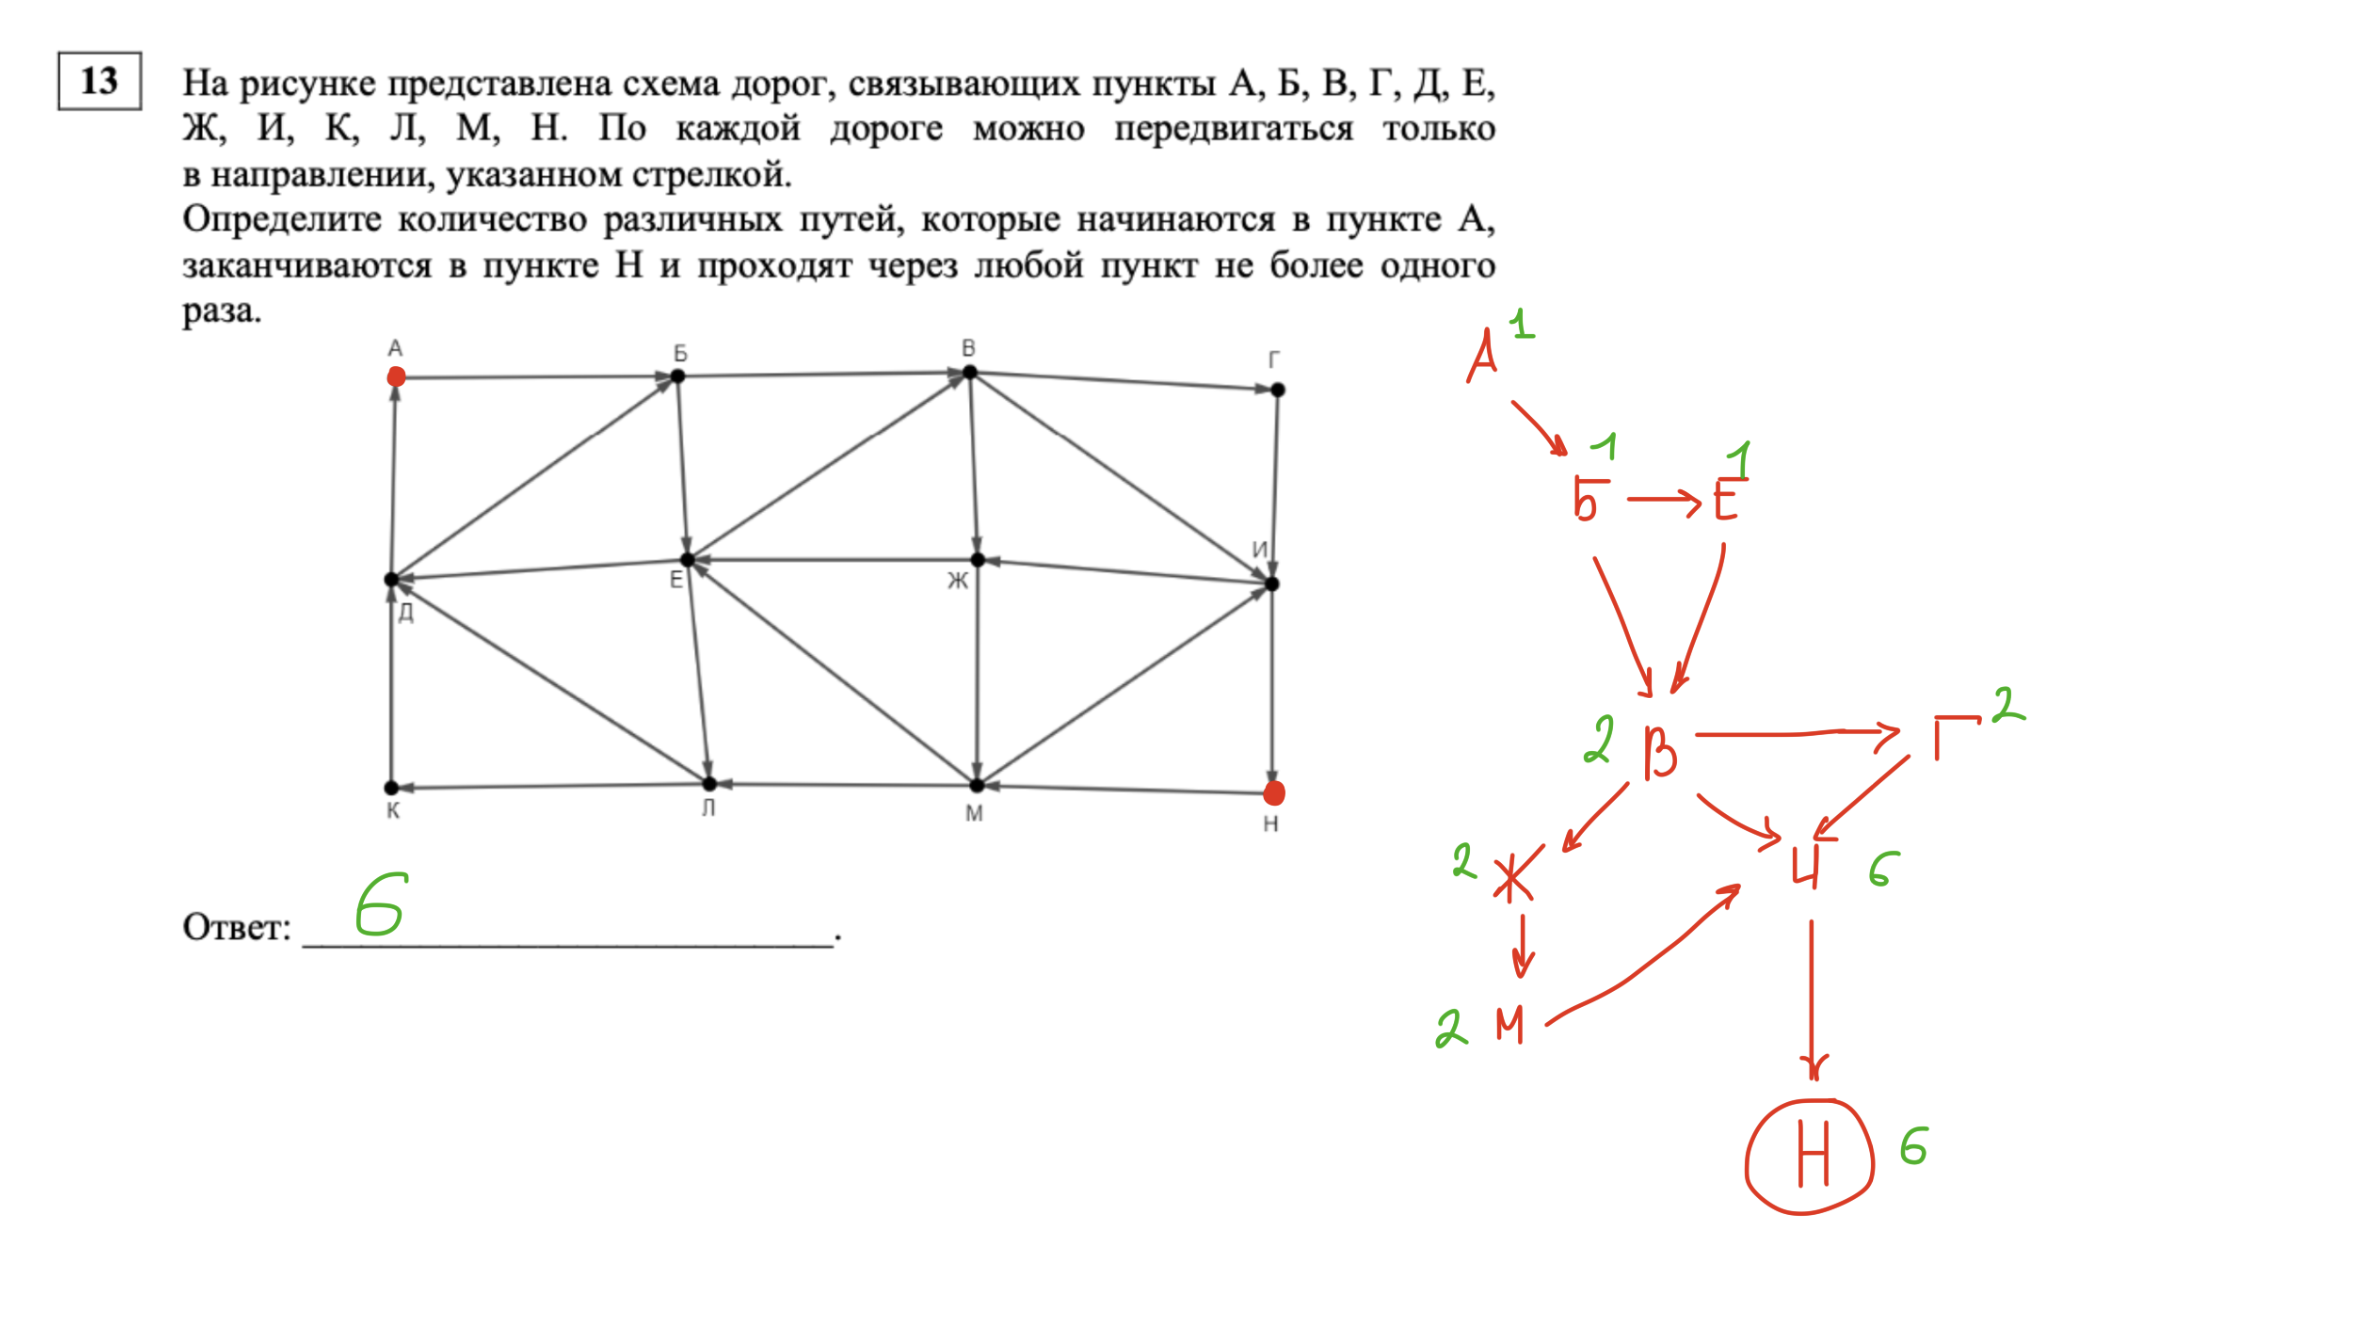 13
На рисунке представлена схема дорог, связывающих пункты А, Б, В, Г, Д, Е,
Ж, И, К, Л, М, Н. По каждой дороге можно передвигаться только
в направлении, указанном стрелкой.
Определите количество различных путей, которые начинаются в пункте А,
заканчиваются в пункте Н и проходят через любой пункт не более одного
раза.
А
Б
В
Г
Д
Е
Ж
И
К
Л
М
Н
Ответ: 6.
А 1
Б 1
Е 1
2 В
Г 2
2 Ж
И 6
2 М
Н 6